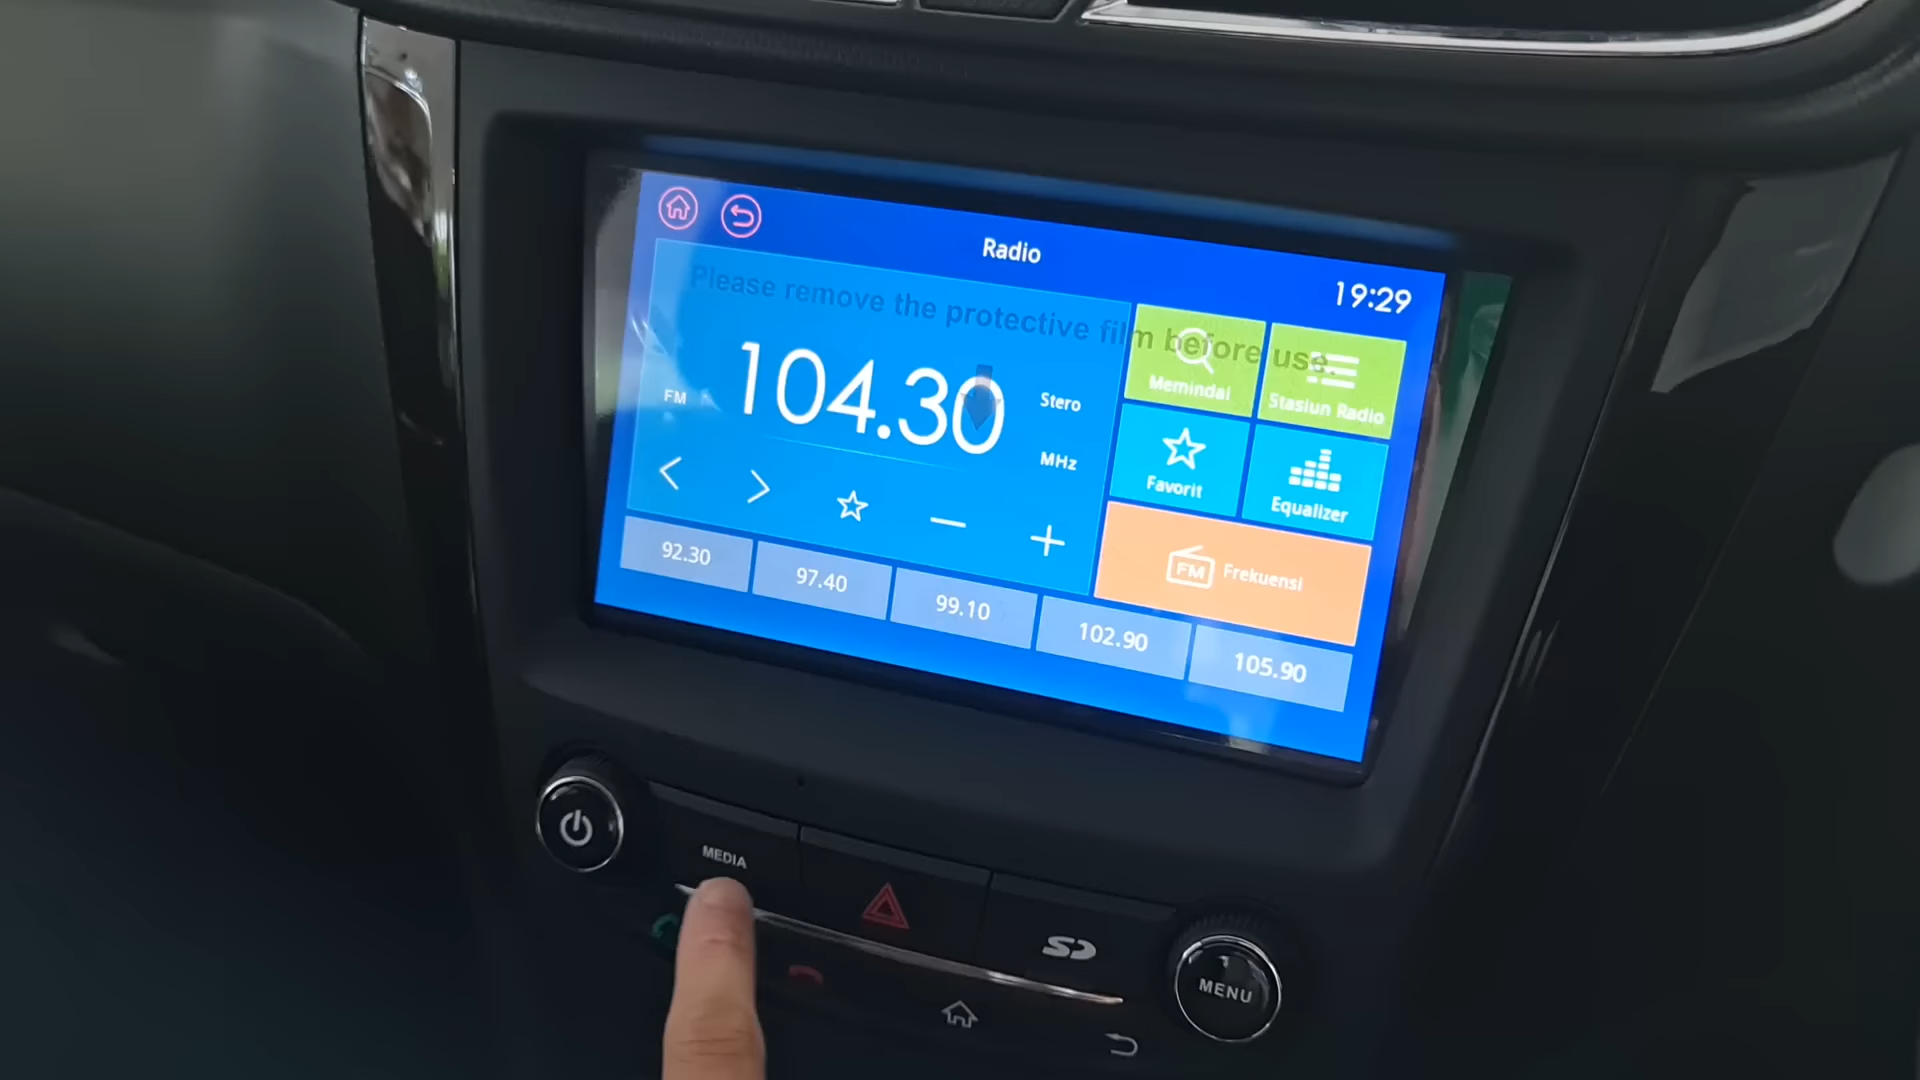 Radio
19:29
Please remove the protective film before use.
FM
104.30
Stero
MHz
Memindai
Stasiun Radio
Favorit
Equalizer
FM Frekuensi
92.30
97.40
99.10
102.90
105.90
MEDIA
MENU